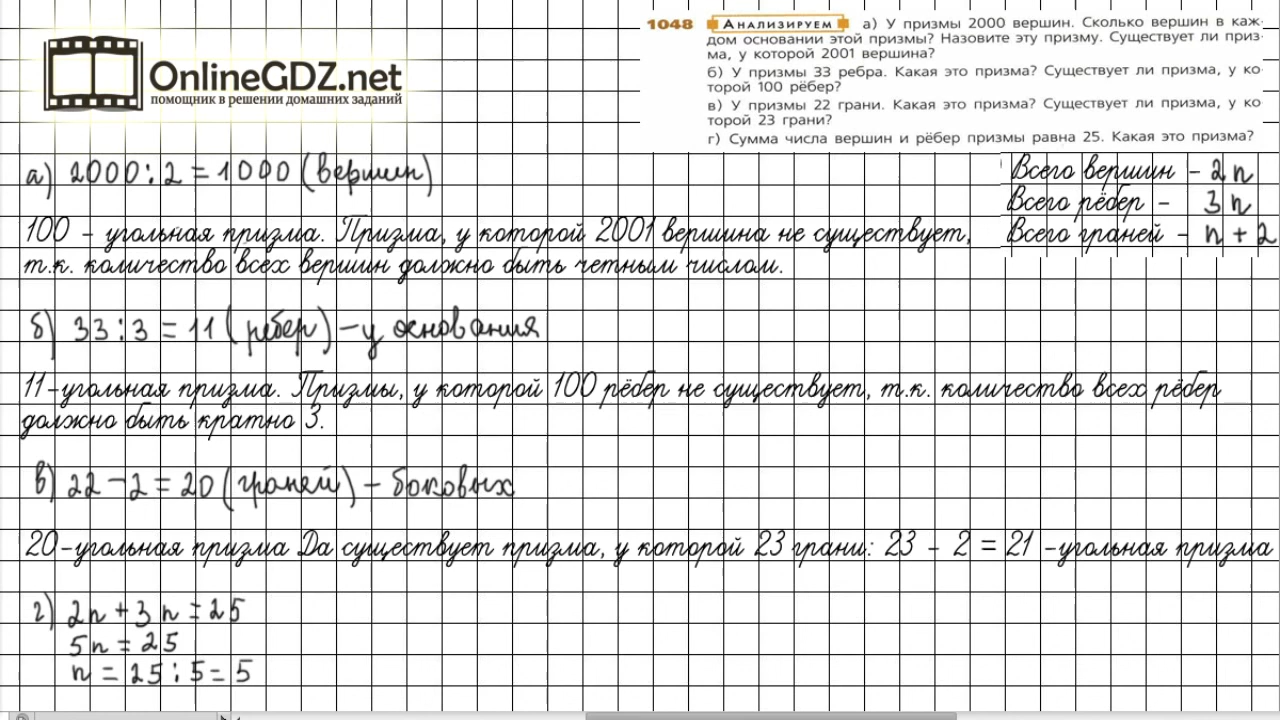 OnlineGDZ.net
помощник в решении домашних заданий
1048 Анализируем а) У призмы 2000 вершин. Сколько вершин в каж-
дом основании этой призмы? Назовите эту призму. Существует ли приз-
ма, у которой 2001 вершина?
б) У призмы 33 ребра. Какая это призма? Существует ли призма, у ко-
торой 100 рёбер?
в) У призмы 22 грани. Какая это призма? Существует ли призма, у ко-
торой 23 грани?
г) Сумма числа вершин и рёбер призмы равна 25. Какая это призма?
Всего вершин - 2n
Всего рёбер - 3n
Всего граней - n + 2
а) 2000 : 2 = 1000 (вершин)
100 - угольная призма. Призма, у которой 2001 вершина не существует,
т.к. количество всех вершин должно быть четным числом.
б) 33 : 3 = 11 (ребер) - у основания
11-угольная призма. Призмы, у которой 100 рёбер не существует, т.к. количество всех рёбер
должно быть кратно 3.
в) 22 - 2 = 20 (граней) - боковых
20-угольная призма Да существует призма, у которой 23 грани: 23 - 2 = 21 -угольная призма
г) 2n + 3n = 25
5n = 25
n = 25 : 5 = 5